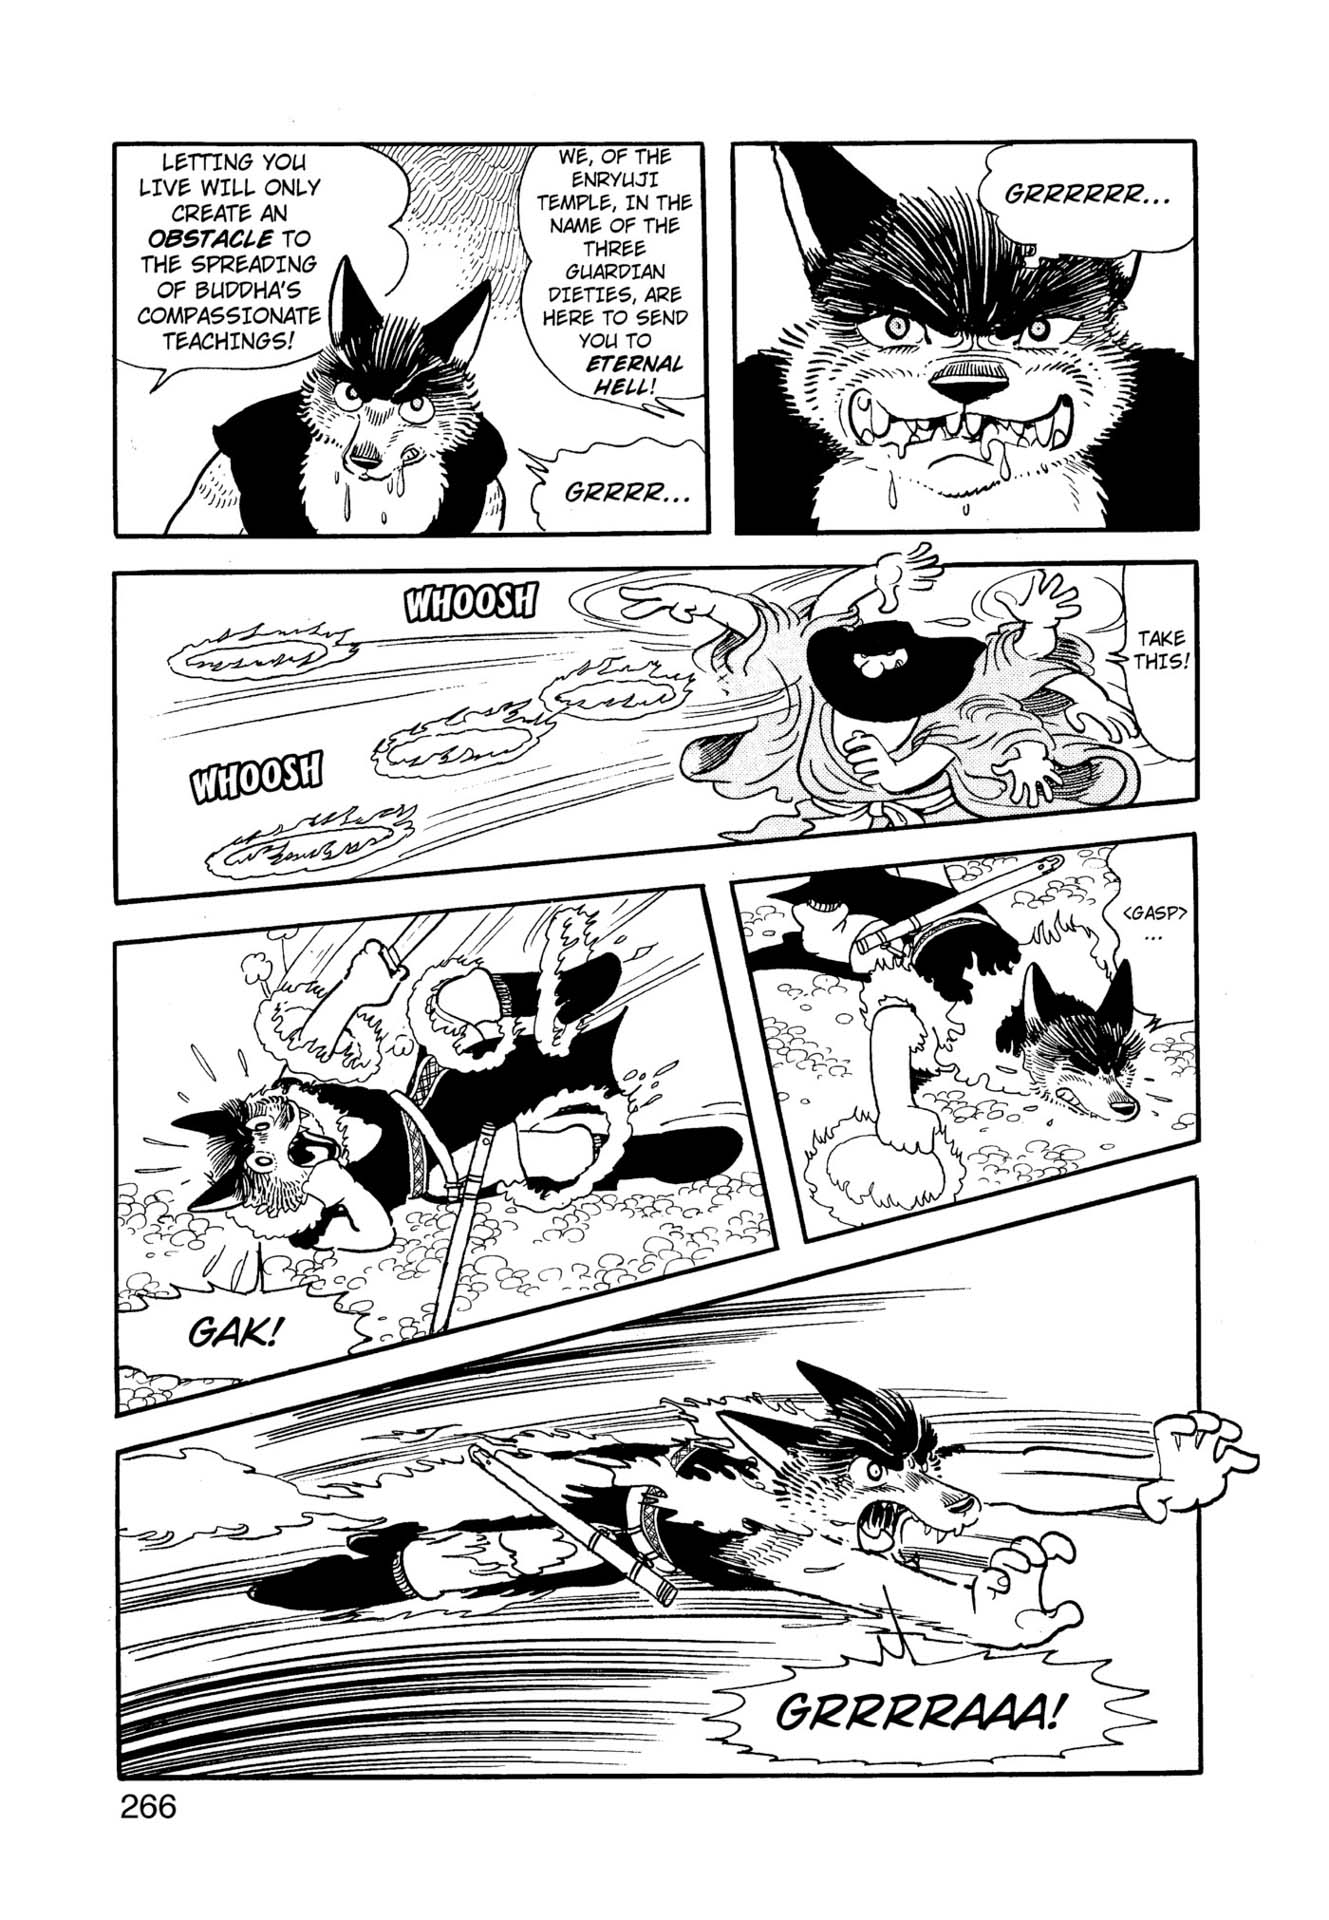 LETTING YOU
LIVE WILL ONLY
CREATE AN
OBSTACLE TO
THE SPREADING
OF BUDDHA'S
COMPASSIONATE
TEACHINGS!
WE, OF THE
ENRYUJI
TEMPLE, IN THE
NAME OF THE
THREE
GUARDIAN
DIETIES, ARE
HERE TO SEND
YOU TO
ETERNAL
HELL!
GRRRR...
GRRRRRR...
WHOOSH
WHOOSH
TAKE
THIS!
GAK!
<GASP>
...
GRRRRAAA!
266